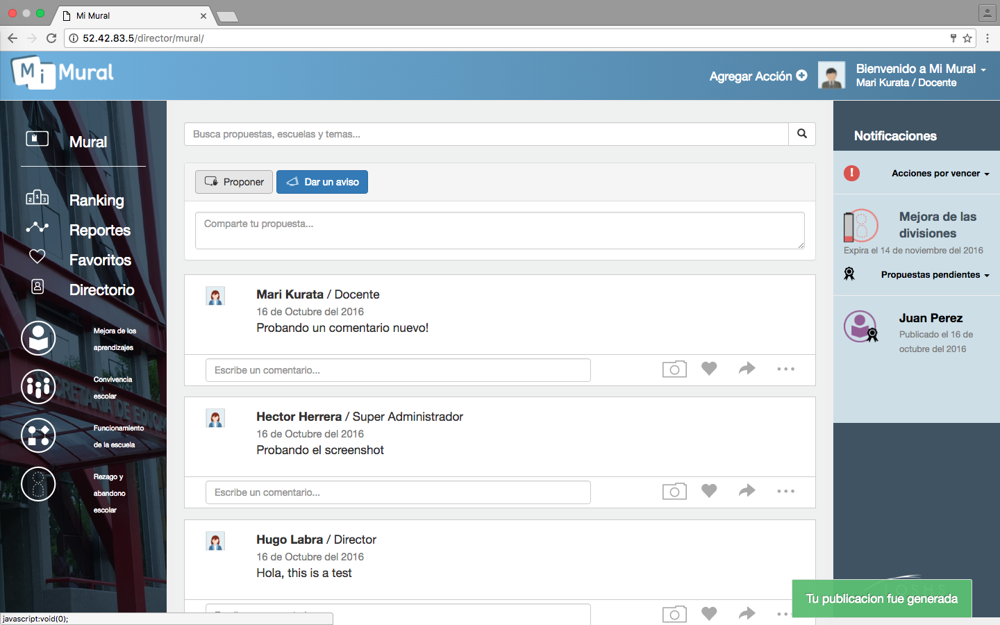 Mi Mural
52.42.83.5/director/mural/
Mi Mural
Agregar Acción
Bienvenido a Mi Mural
Mari Kurata / Docente
Mural
Ranking
Reportes
Favoritos
Directorio
Mejora de los
aprendizajes
Convivencia
escolar
Funcionamiento
de la escuela
Rezago y
abandono
escolar
Busca propuestas, escuelas y temas...
Proponer
Dar un aviso
Comparte tu propuesta...
Mari Kurata / Docente
16 de Octubre del 2016
Probando un comentario nuevo!
Escribe un comentario...
Hector Herrera / Super Administrador
16 de Octubre del 2016
Probando el screenshot
Escribe un comentario...
Hugo Labra / Director
16 de Octubre del 2016
Hola, this is a test
Notificaciones
Acciones por vencer
Mejora de las
divisiones
Expira el 14 de noviembre del 2016
Propuestas pendientes
Juan Perez
Publicado el 16 de
octubre del 2016
Tu publicacion fue generada
javascript:void(0);